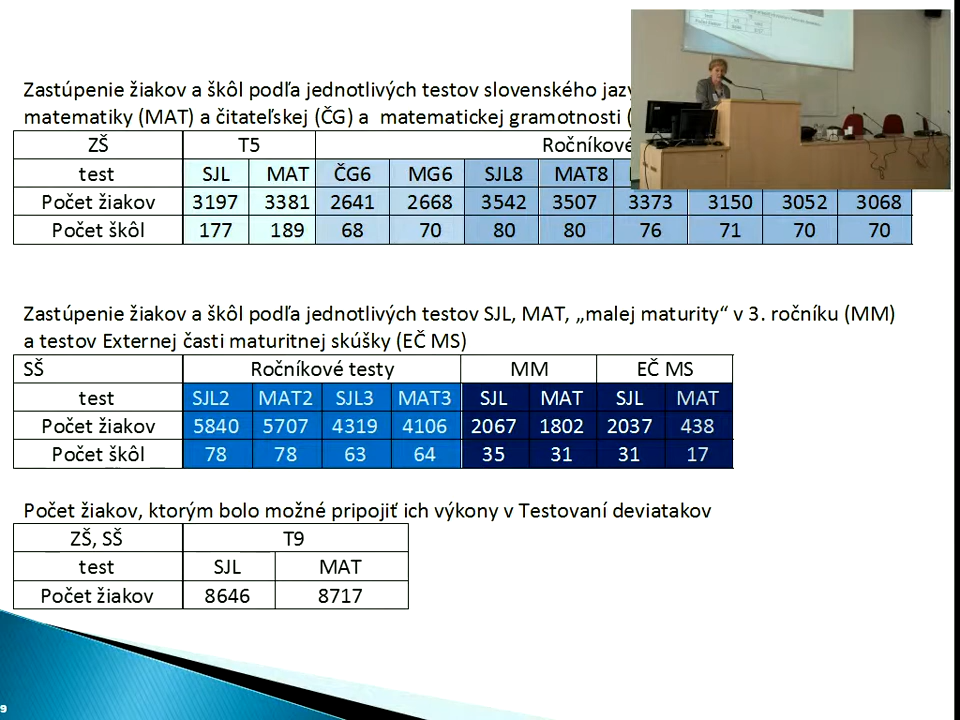 Zastúpenie žiakov a škôl podľa jednotlivých testov slovenského
matematiky (MAT) a čitateľskej (ČG) a matematickej gramotnosti (
ZŠ T5 Ročníkové
test SJL MAT ČG6 MG6 SJL8 MAT8
Počet žiakov 3197 3381 2641 2668 3542 3507 3373 3150 3052 3068
Počet škôl 177 189 68 70 80 80 76 71 70 70
Zastúpenie žiakov a škôl podľa jednotlivých testov SJL, MAT, „malej maturity“ v 3. ročníku (MM)
a testov Externej časti maturitnej skúšky (EČ MS)
SŠ Ročníkové testy MM EČ MS
test SJL2 MAT2 SJL3 MAT3 SJL MAT SJL MAT
Počet žiakov 5840 5707 4319 4106 2067 1802 2037 438
Počet škôl 78 78 63 64 35 31 31 17
Počet žiakov, ktorým bolo možné pripojiť ich výkony v Testovaní deviatakov
ZŠ, SŠ T9
test SJL MAT
Počet žiakov 8646 8717
9